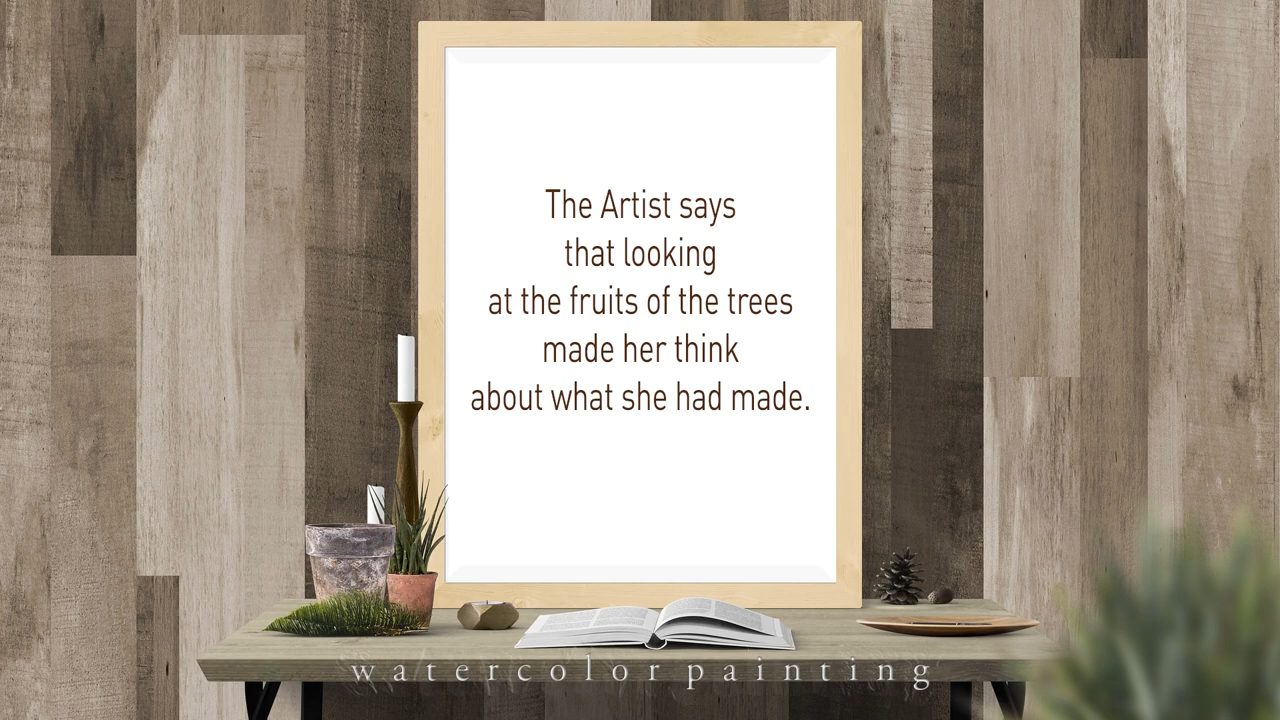 The Artist says
that looking
at the fruits of the trees
made her think
about what she had made.
watercolor painting